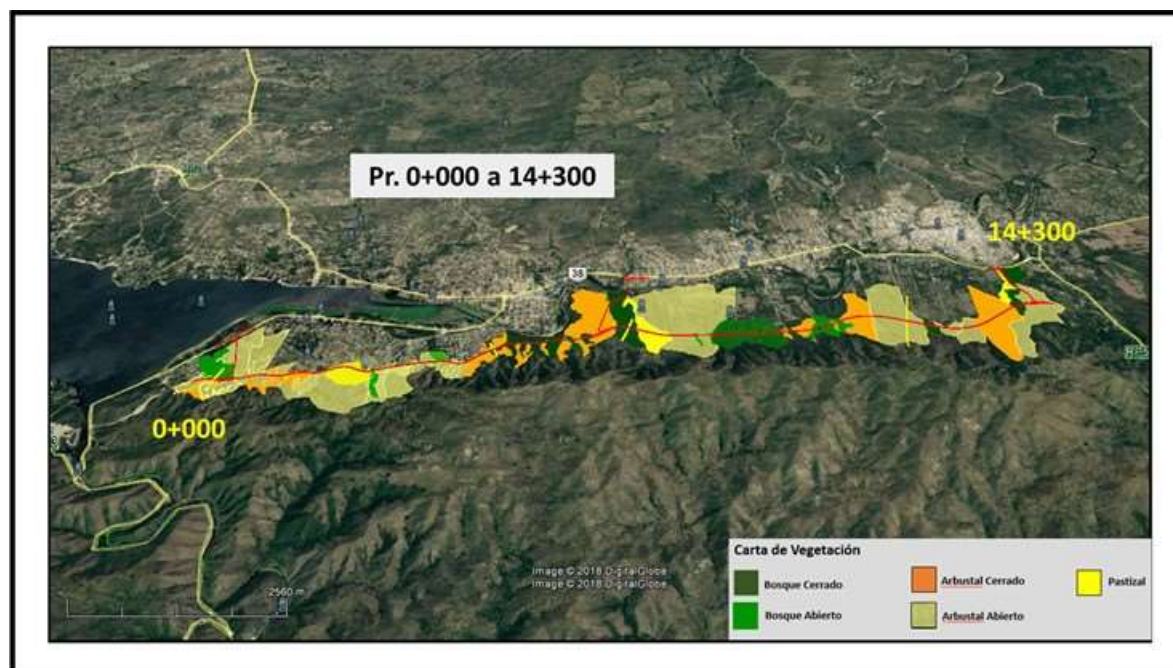 Pr. 0+000 a 14+300
14+300
38
0+000
Image © 2018 DigitalGlobe
Image © 2018 DigitalGlobe
2560 m
Carta de Vegetación
Bosque Cerrado
Arbustal Cerrado
Pastizal
Bosque Abierto
Arbustal Abierto